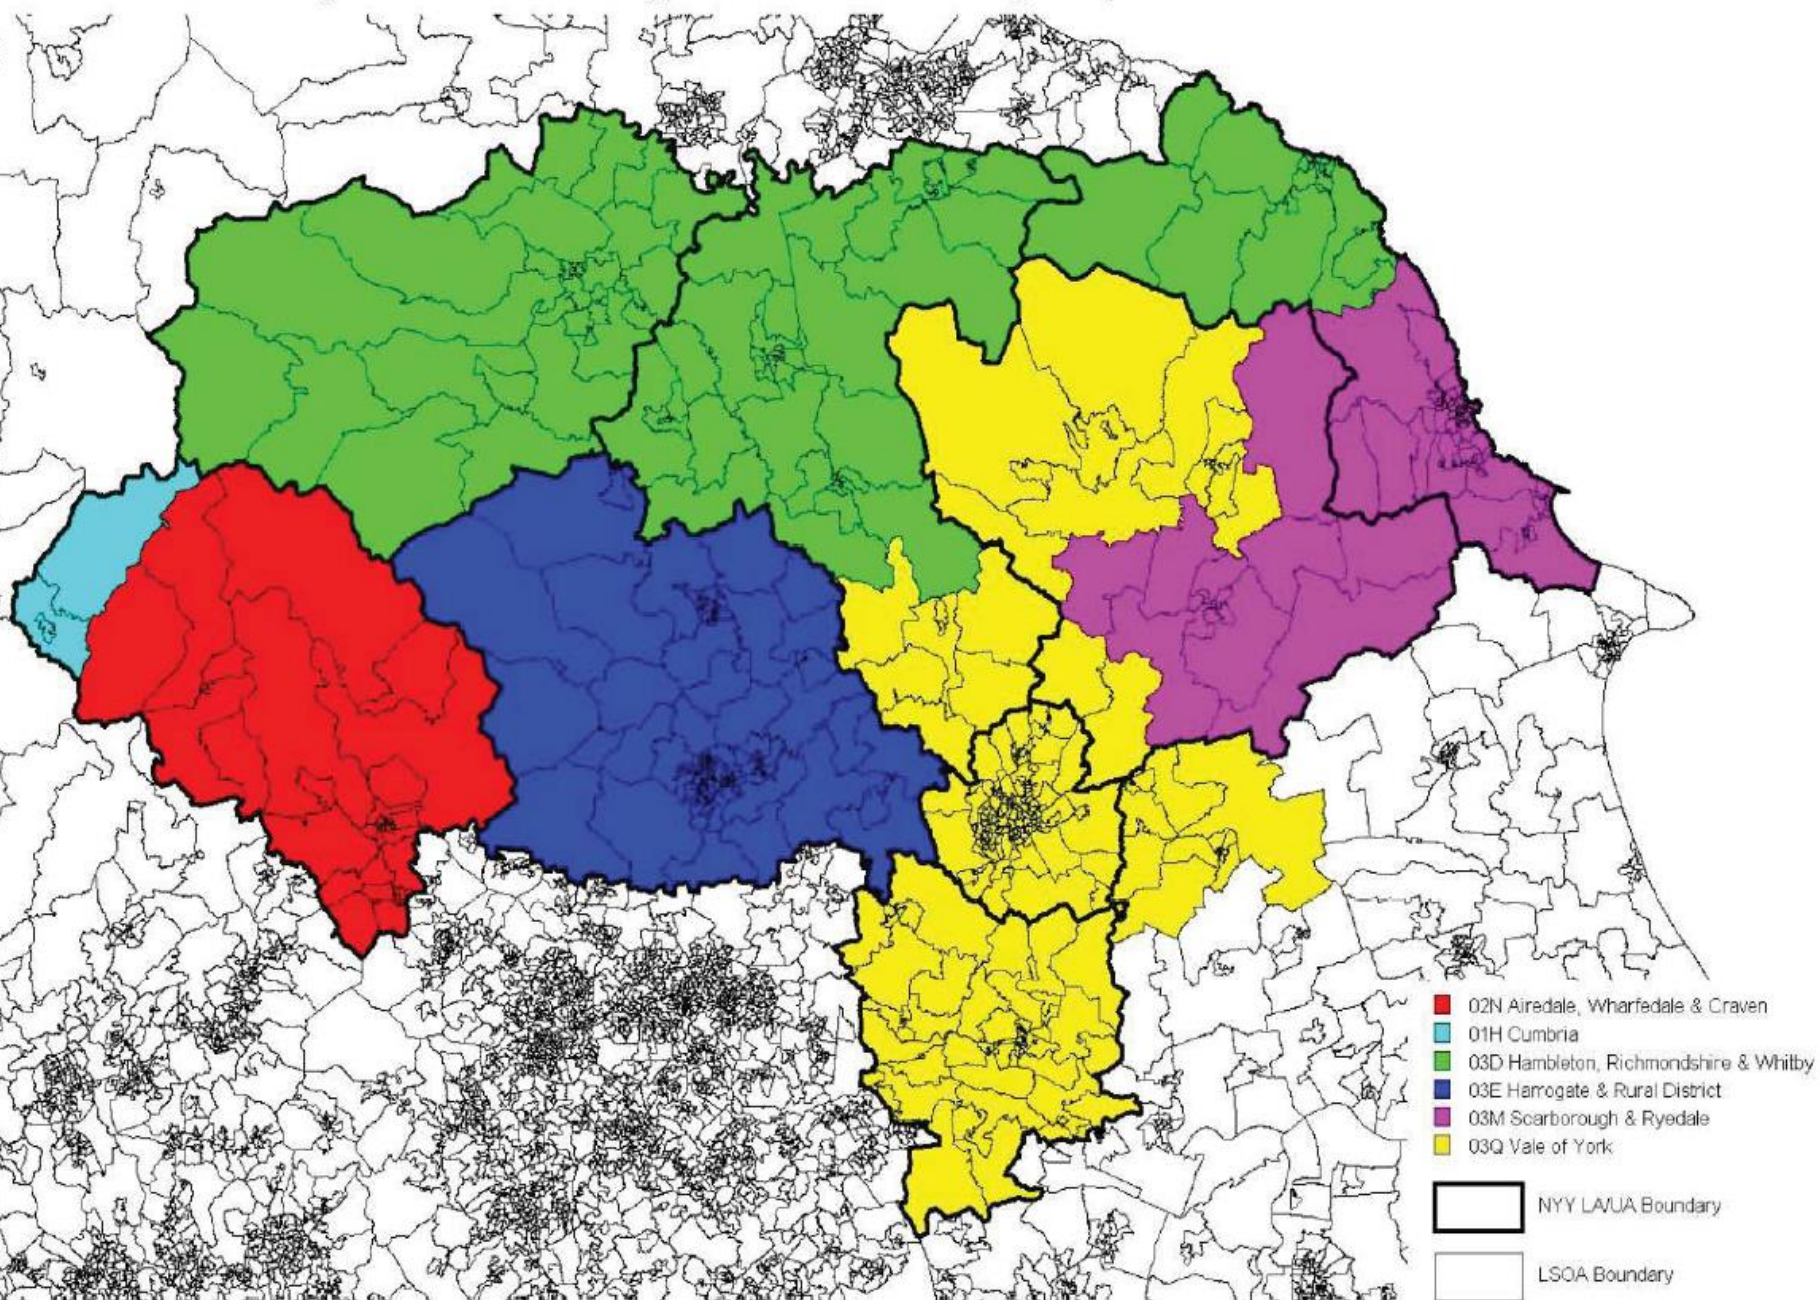 02N Airedale, Wharfedale & Craven
01H Cumbria
03D Hambleton, Richmondshire & Whitby
03E Harrogate & Rural District
03M Scarborough & Ryedale
03Q Vale of York
NYY LA/UA Boundary
LSOA Boundary